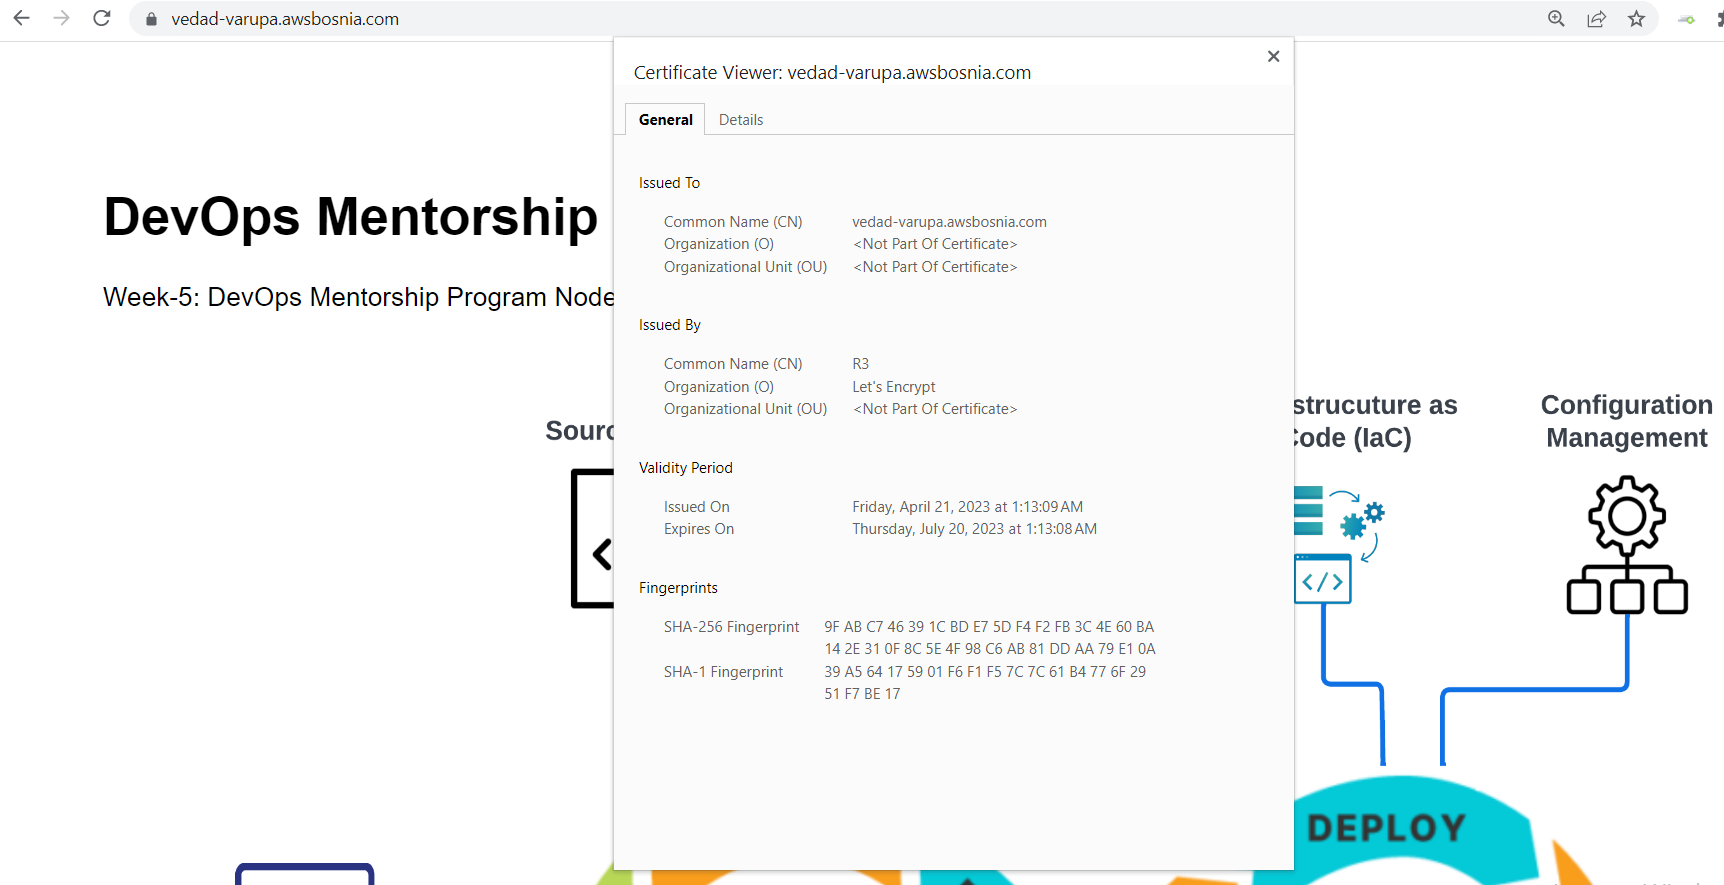 vedad-varupa.awsbosnia.com
Certificate Viewer: vedad-varupa.awsbosnia.com
General Details
DevOps Mentorship
Week-5: DevOps Mentorship Program Node
Issued To
Common Name (CN) vedad-varupa.awsbosnia.com
Organization (O) <Not Part Of Certificate>
Organizational Unit (OU) <Not Part Of Certificate>
Issued By
Common Name (CN) R3
Organization (O) Let's Encrypt
Organizational Unit (OU) <Not Part Of Certificate>
Sourc
strucuture as
Code (IaC)
Configuration
Management
Validity Period
Issued On Friday, April 21, 2023 at 1:13:09 AM
Expires On Thursday, July 20, 2023 at 1:13:08 AM
Fingerprints
SHA-256 Fingerprint 9F AB C7 46 39 1C BD E7 5D F4 F2 FB 3C 4E 60 BA
14 2E 31 0F 8C 5E 4F 98 C6 AB 81 DD AA 79 E1 0A
SHA-1 Fingerprint 39 A5 64 17 59 01 F6 F1 F5 7C 7C 61 B4 77 6F 29
51 F7 BE 17
DEPLOY